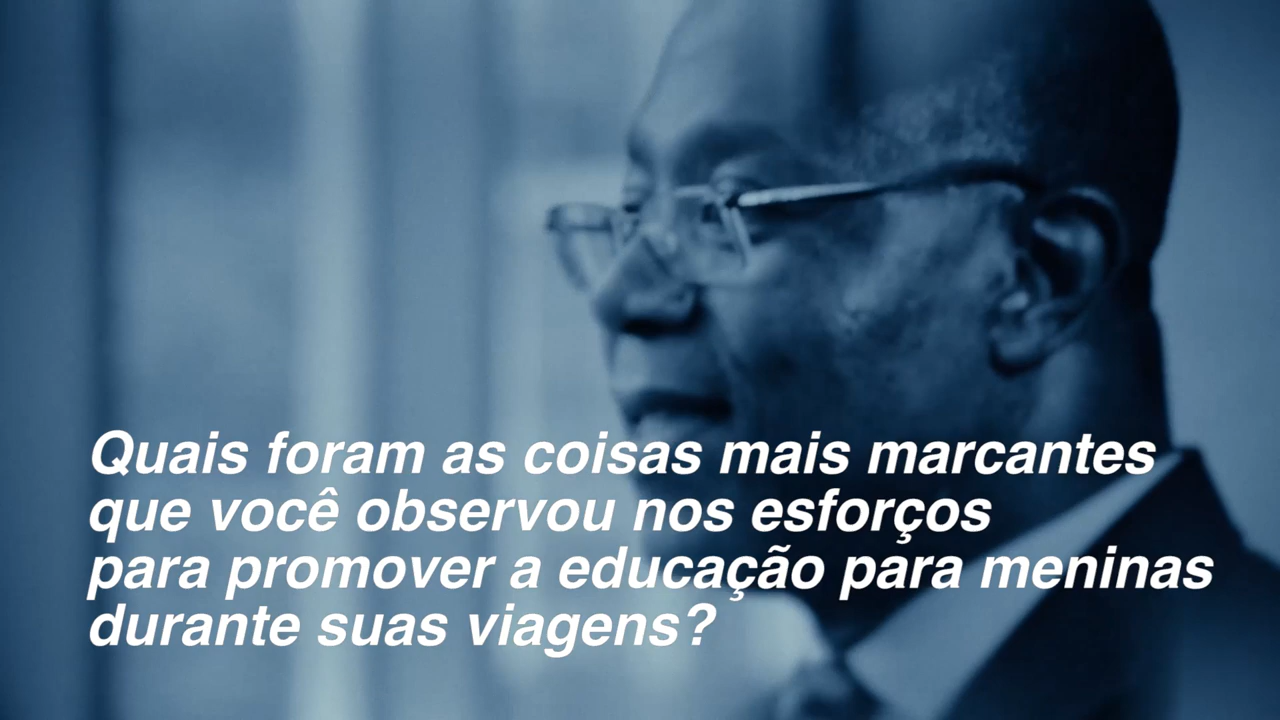 Quais foram as coisas mais marcantes
que você observou nos esforços
para promover a educação para meninas
durante suas viagens?